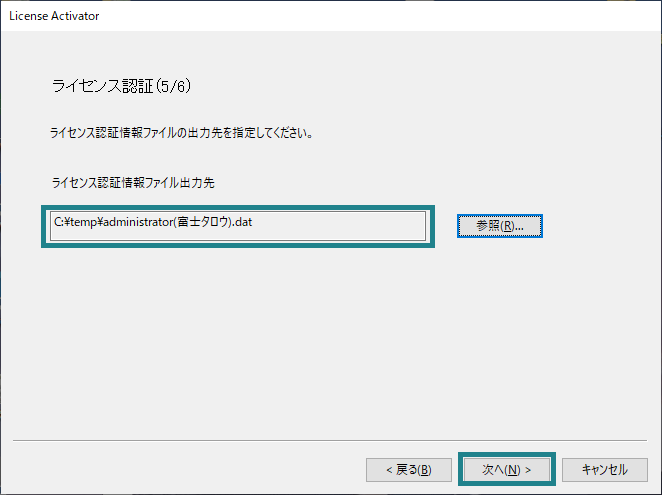 License Activator
ライセンス認証(5/6)
ライセンス認証情報ファイルの出力先を指定してください。
ライセンス認証情報ファイル出力先
C:¥temp¥administrator(富士タロウ).dat
参照(R)...
< 戻る(B)
次へ(N) >
キャンセル